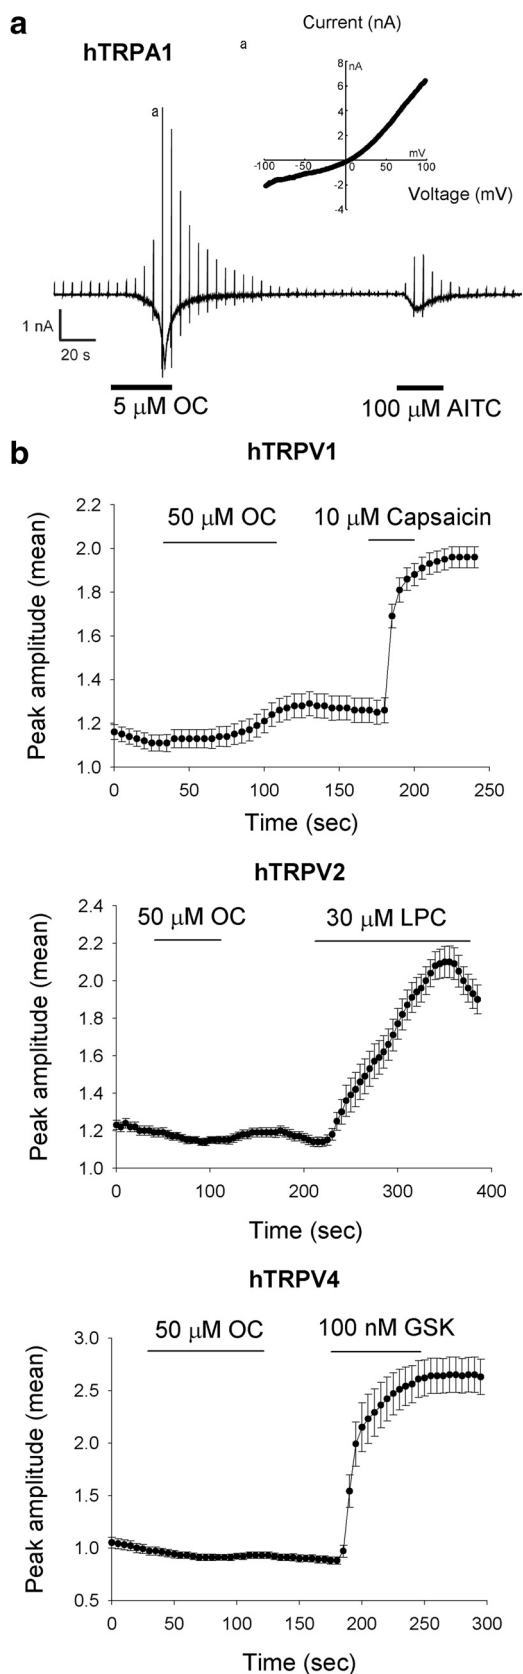 a
hTRPA1
Current (nA)
a
a
8
nA
6
4
2
-100
-50
0
0
50
mV
100
-2
-4
Voltage (mV)
1 nA
20 s
5 μM OC
100 μM AITC
b
hTRPV1
50 μM OC
10 μM Capsaicin
Peak amplitude (mean)
2.2
2.0
1.8
1.6
1.4
1.2
1.0
0
50
100
150
200
250
Time (sec)
hTRPV2
50 μM OC
30 μM LPC
Peak amplitude (mean)
2.4
2.2
2.0
1.8
1.6
1.4
1.2
1.0
0
100
200
300
400
Time (sec)
hTRPV4
50 μM OC
100 nM GSK
Peak amplitude (mean)
3.0
2.5
2.0
1.5
1.0
0.5
0
50
100
150
200
250
300
Time (sec)